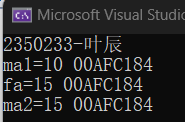 Microsoft Visual Studio
2350233-叶辰
ma1=10 00AFC184
fa=15 00AFC184
ma2=15 00AFC184